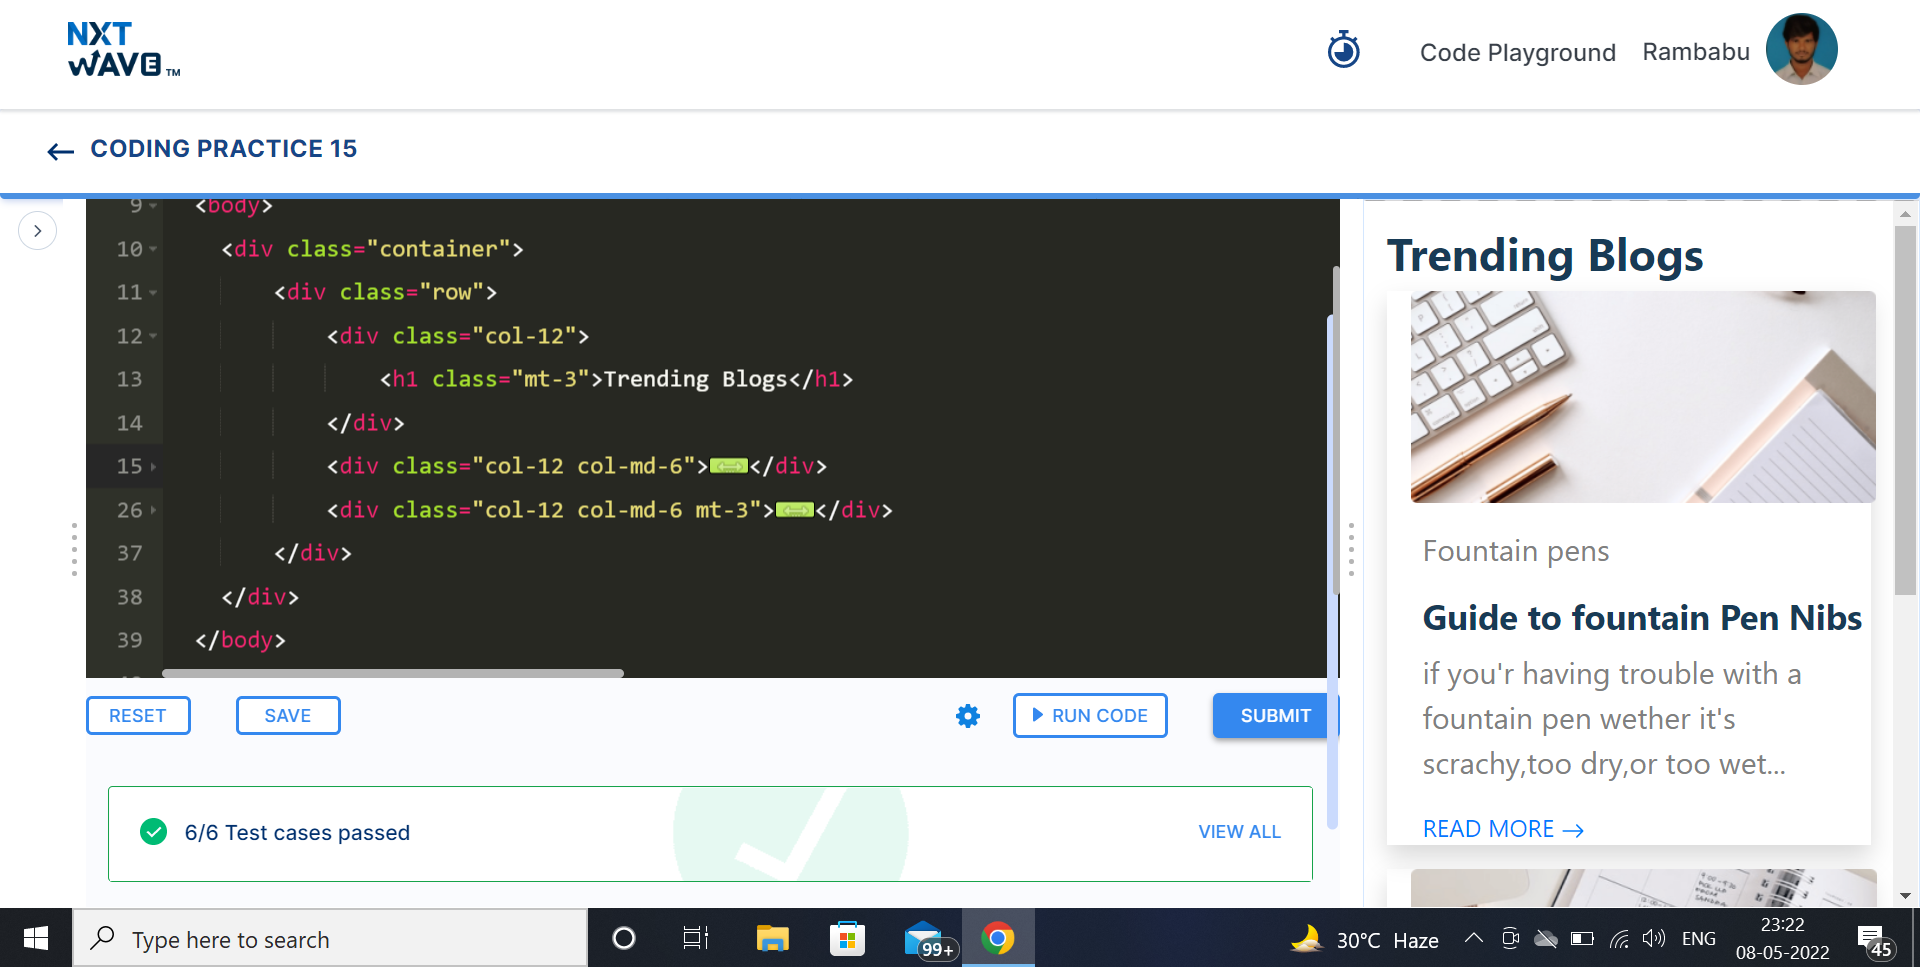 NXT
WAVE TM
Code Playground
Rambabu
CODING PRACTICE 15
9 <body>
10 <div class="container">
11 <div class="row">
12 <div class="col-12">
13 <h1 class="mt-3">Trending Blogs</h1>
14 </div>
15 <div class="col-12 col-md-6"></div>
26 <div class="col-12 col-md-6 mt-3"></div>
37 </div>
38 </div>
39 </body>
RESET
SAVE
RUN CODE
SUBMIT
6/6 Test cases passed
VIEW ALL
Trending Blogs
Fountain pens
Guide to fountain Pen Nibs
if you'r having trouble with a
fountain pen wether it's
scrachy,too dry,or too wet...
READ MORE →
Type here to search
99+
30°C Haze
ENG
23:22
08-05-2022
45